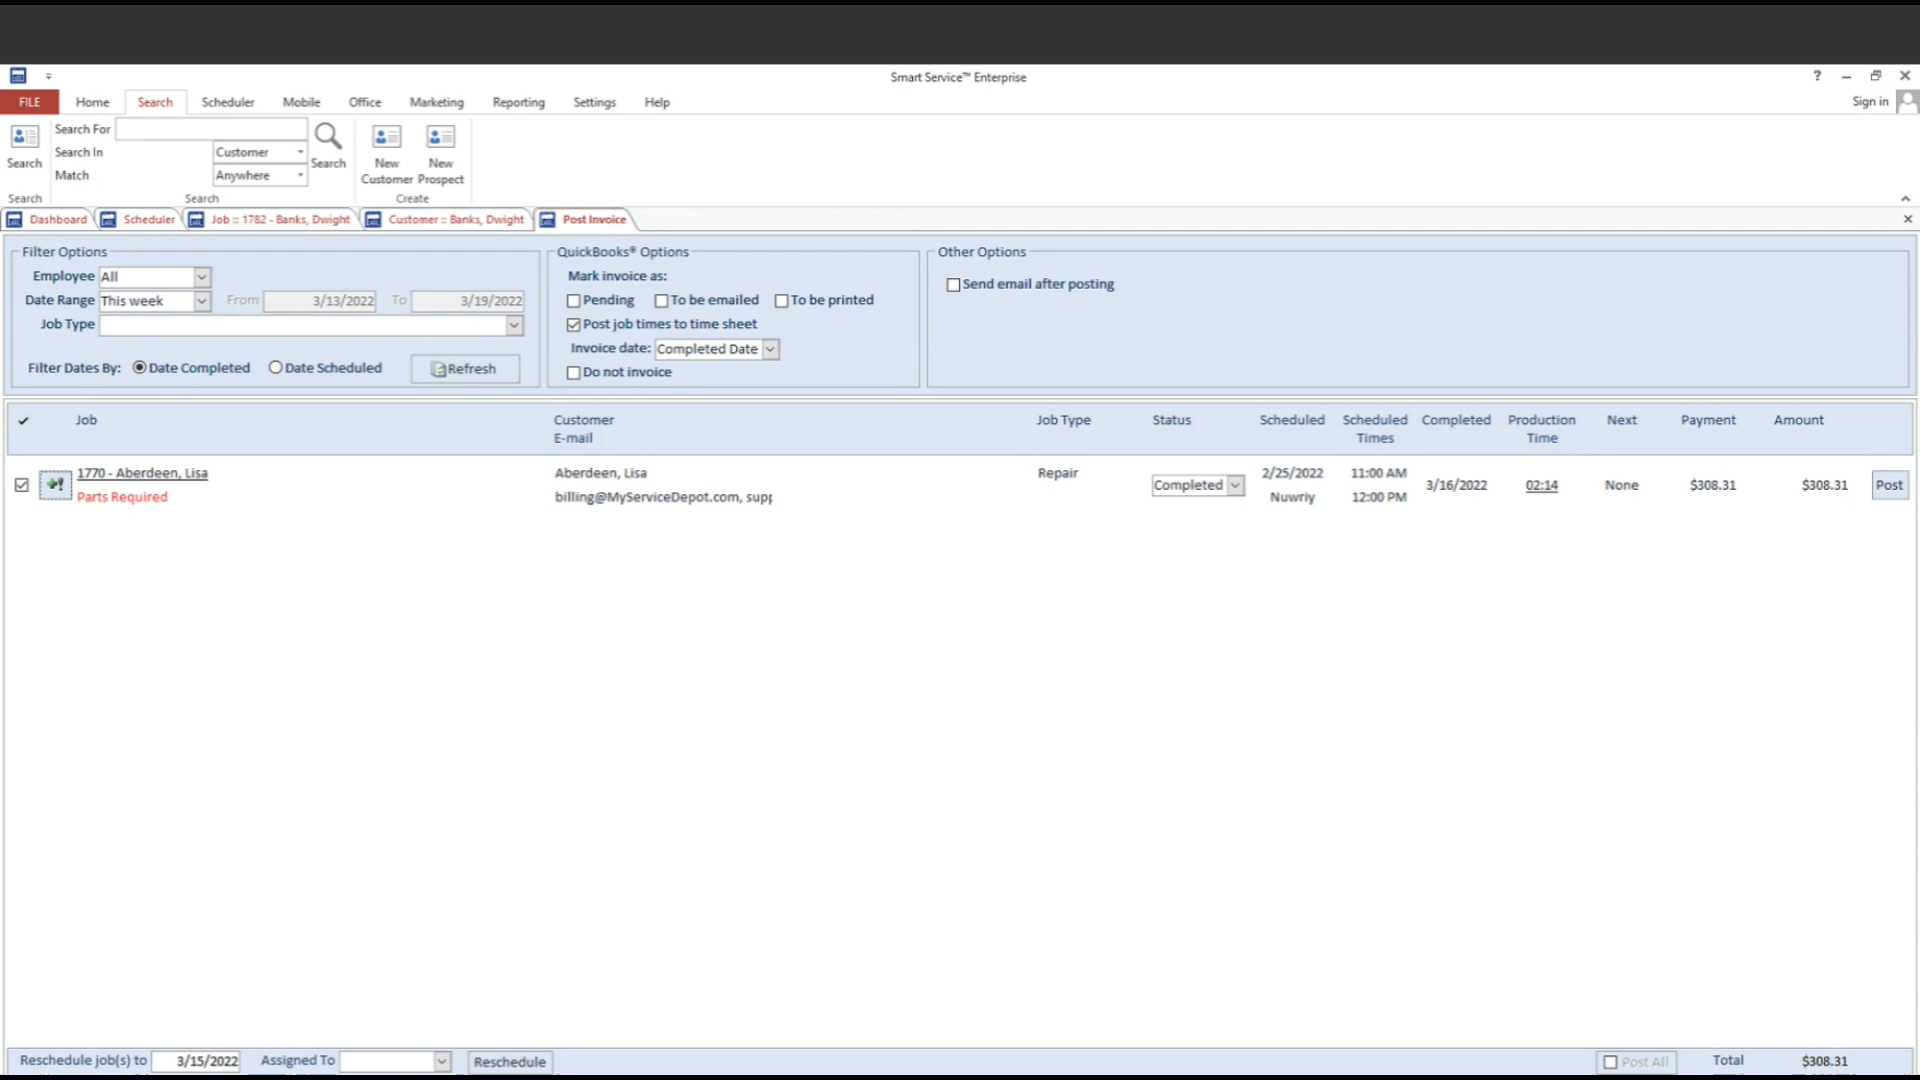 Smart Service™ Enterprise
?
FILE Home Search Scheduler Mobile Office Marketing Reporting Settings Help Sign in
Search For
Search In Customer
Match Anywhere
Search
Search
New Customer
New Prospect
Search Search Create
Dashboard Scheduler Job :: 1782 - Banks, Dwight Customer :: Banks, Dwight Post Invoice
Filter Options
Employee All
Date Range This week From 3/13/2022 To 3/19/2022
Job Type
Filter Dates By: Date Completed Date Scheduled Refresh
QuickBooks® Options
Mark invoice as:
Pending To be emailed To be printed
Post job times to time sheet
Invoice date: Completed Date
Do not invoice
Other Options
Send email after posting
Job Customer Job Type Status Scheduled Scheduled Completed Production Next Payment Amount
E-mail Times Time
1770 - Aberdeen, Lisa Aberdeen, Lisa Repair Completed 2/25/2022 11:00 AM 3/16/2022 02:14 None $308.31 $308.31 Post
Parts Required billing@MyServiceDepot.com, supp Nuwriy 12:00 PM
Reschedule job(s) to 3/15/2022 Assigned To Reschedule Post All Total $308.31